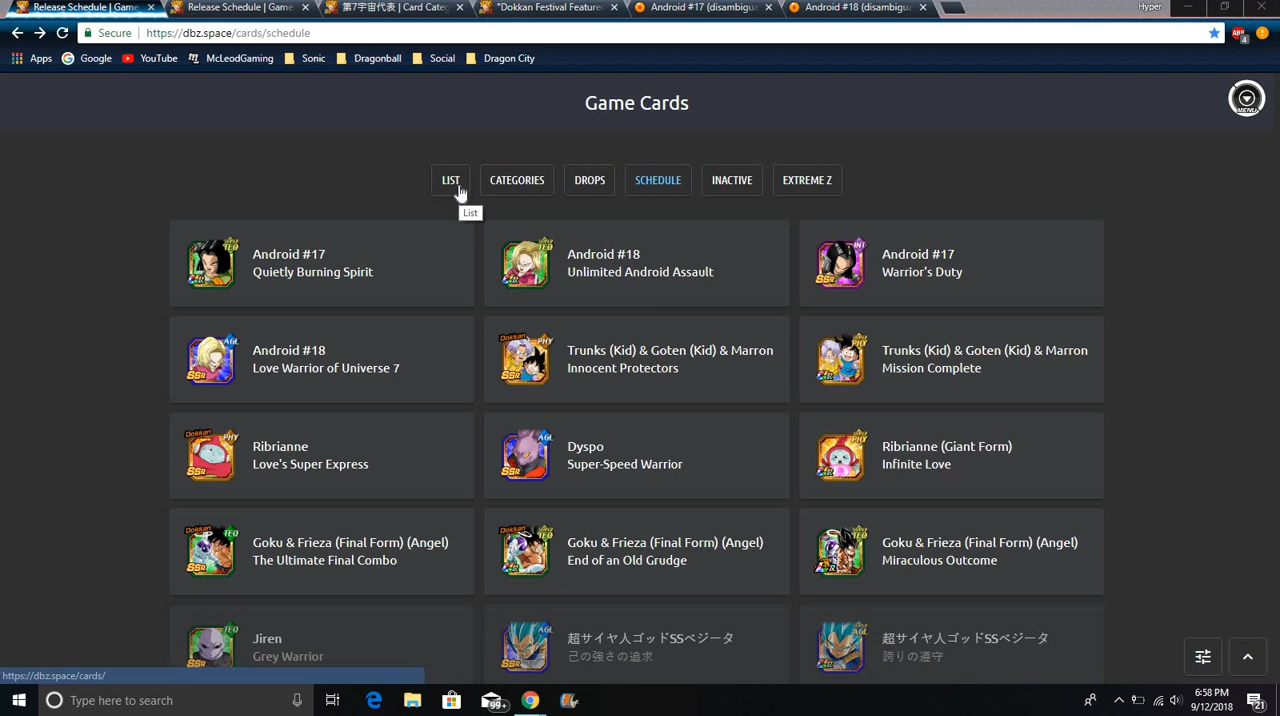 Release Schedule | Game
Release Schedule | Game
第7宇宙代表 | Card Categ
"Dokkan Festival Feature
Android #17 (disambigua
Android #18 (disambigua
Hyper
Secure
https://dbz.space/cards/schedule
ABP
4
Apps
Google
YouTube
McLeodGaming
Sonic
Dragonball
Social
Dragon City
Game Cards
MENU
LIST
CATEGORIES
DROPS
SCHEDULE
INACTIVE
EXTREME Z
List
Android #17
Quietly Burning Spirit
Android #18
Unlimited Android Assault
Android #17
Warrior's Duty
Android #18
Love Warrior of Universe 7
Trunks (Kid) & Goten (Kid) & Marron
Innocent Protectors
Trunks (Kid) & Goten (Kid) & Marron
Mission Complete
Ribrianne
Love's Super Express
Dyspo
Super-Speed Warrior
Ribrianne (Giant Form)
Infinite Love
Goku & Frieza (Final Form) (Angel)
The Ultimate Final Combo
Goku & Frieza (Final Form) (Angel)
End of an Old Grudge
Goku & Frieza (Final Form) (Angel)
Miraculous Outcome
Jiren
Grey Warrior
超サイヤ人ゴッドSSベジータ
己の強さの追求
超サイヤ人ゴッドSSベジータ
誇りの遵守
https://dbz.space/cards/
Type here to search
99+
6:58 PM
9/12/2018
21